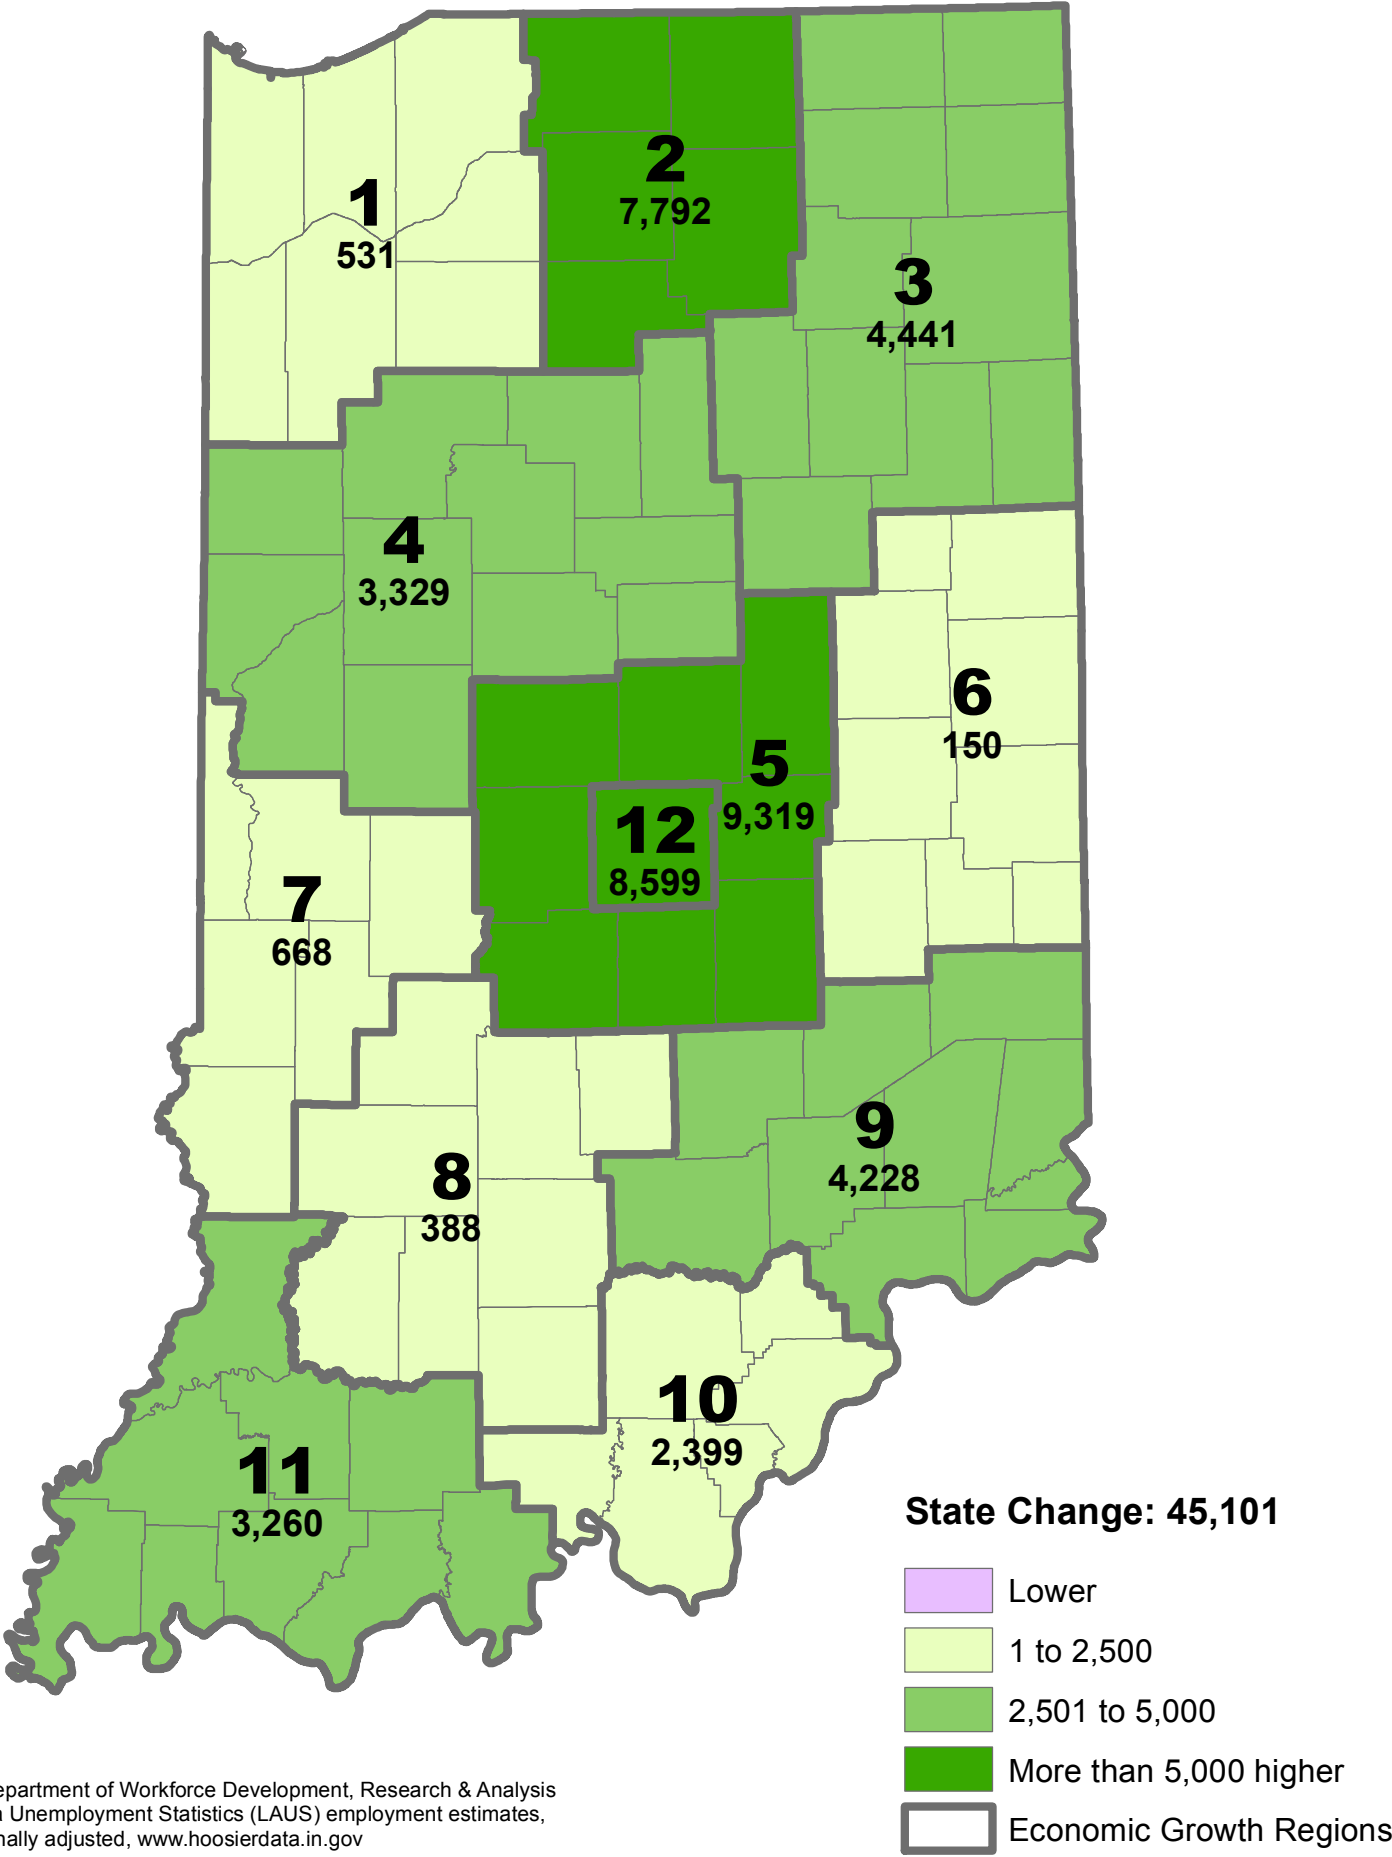 2
7,792
1
531
3
4,441
4
3,329
6
150
5
9,319
12
8,599
7
668
9
4,228
8
388
10
2,399
11
3,260
State Change: 45,101
Lower
1 to 2,500
2,501 to 5,000
More than 5,000 higher
Economic Growth Regions
epartment of Workforce Development, Research & Analysis
Unemployment Statistics (LAUS) employment estimates,
nally adjusted, www.hoosierdata.in.gov